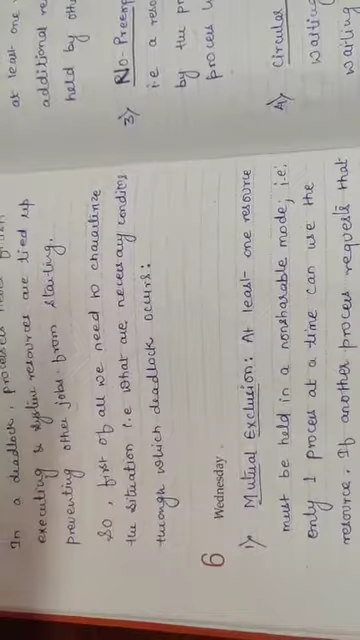 In a deadlock, processes never finish
executing & system resources are tied up
preventing other jobs from starting.
So, first of all we need to charactinze
the situation i.e what are necessary conditios
through which deadlock occurs:
6 Wednesday
i) Mutual Exclusion: At least one resource
must be held in a nonsharable mode; i.e.
only 1 process at a time can use the
resource. If another process requests that
at least one
additional re
held by othe
3) No-Preemp
i.e a reso
by the pr
process
4) Circular
Waiting
waiting